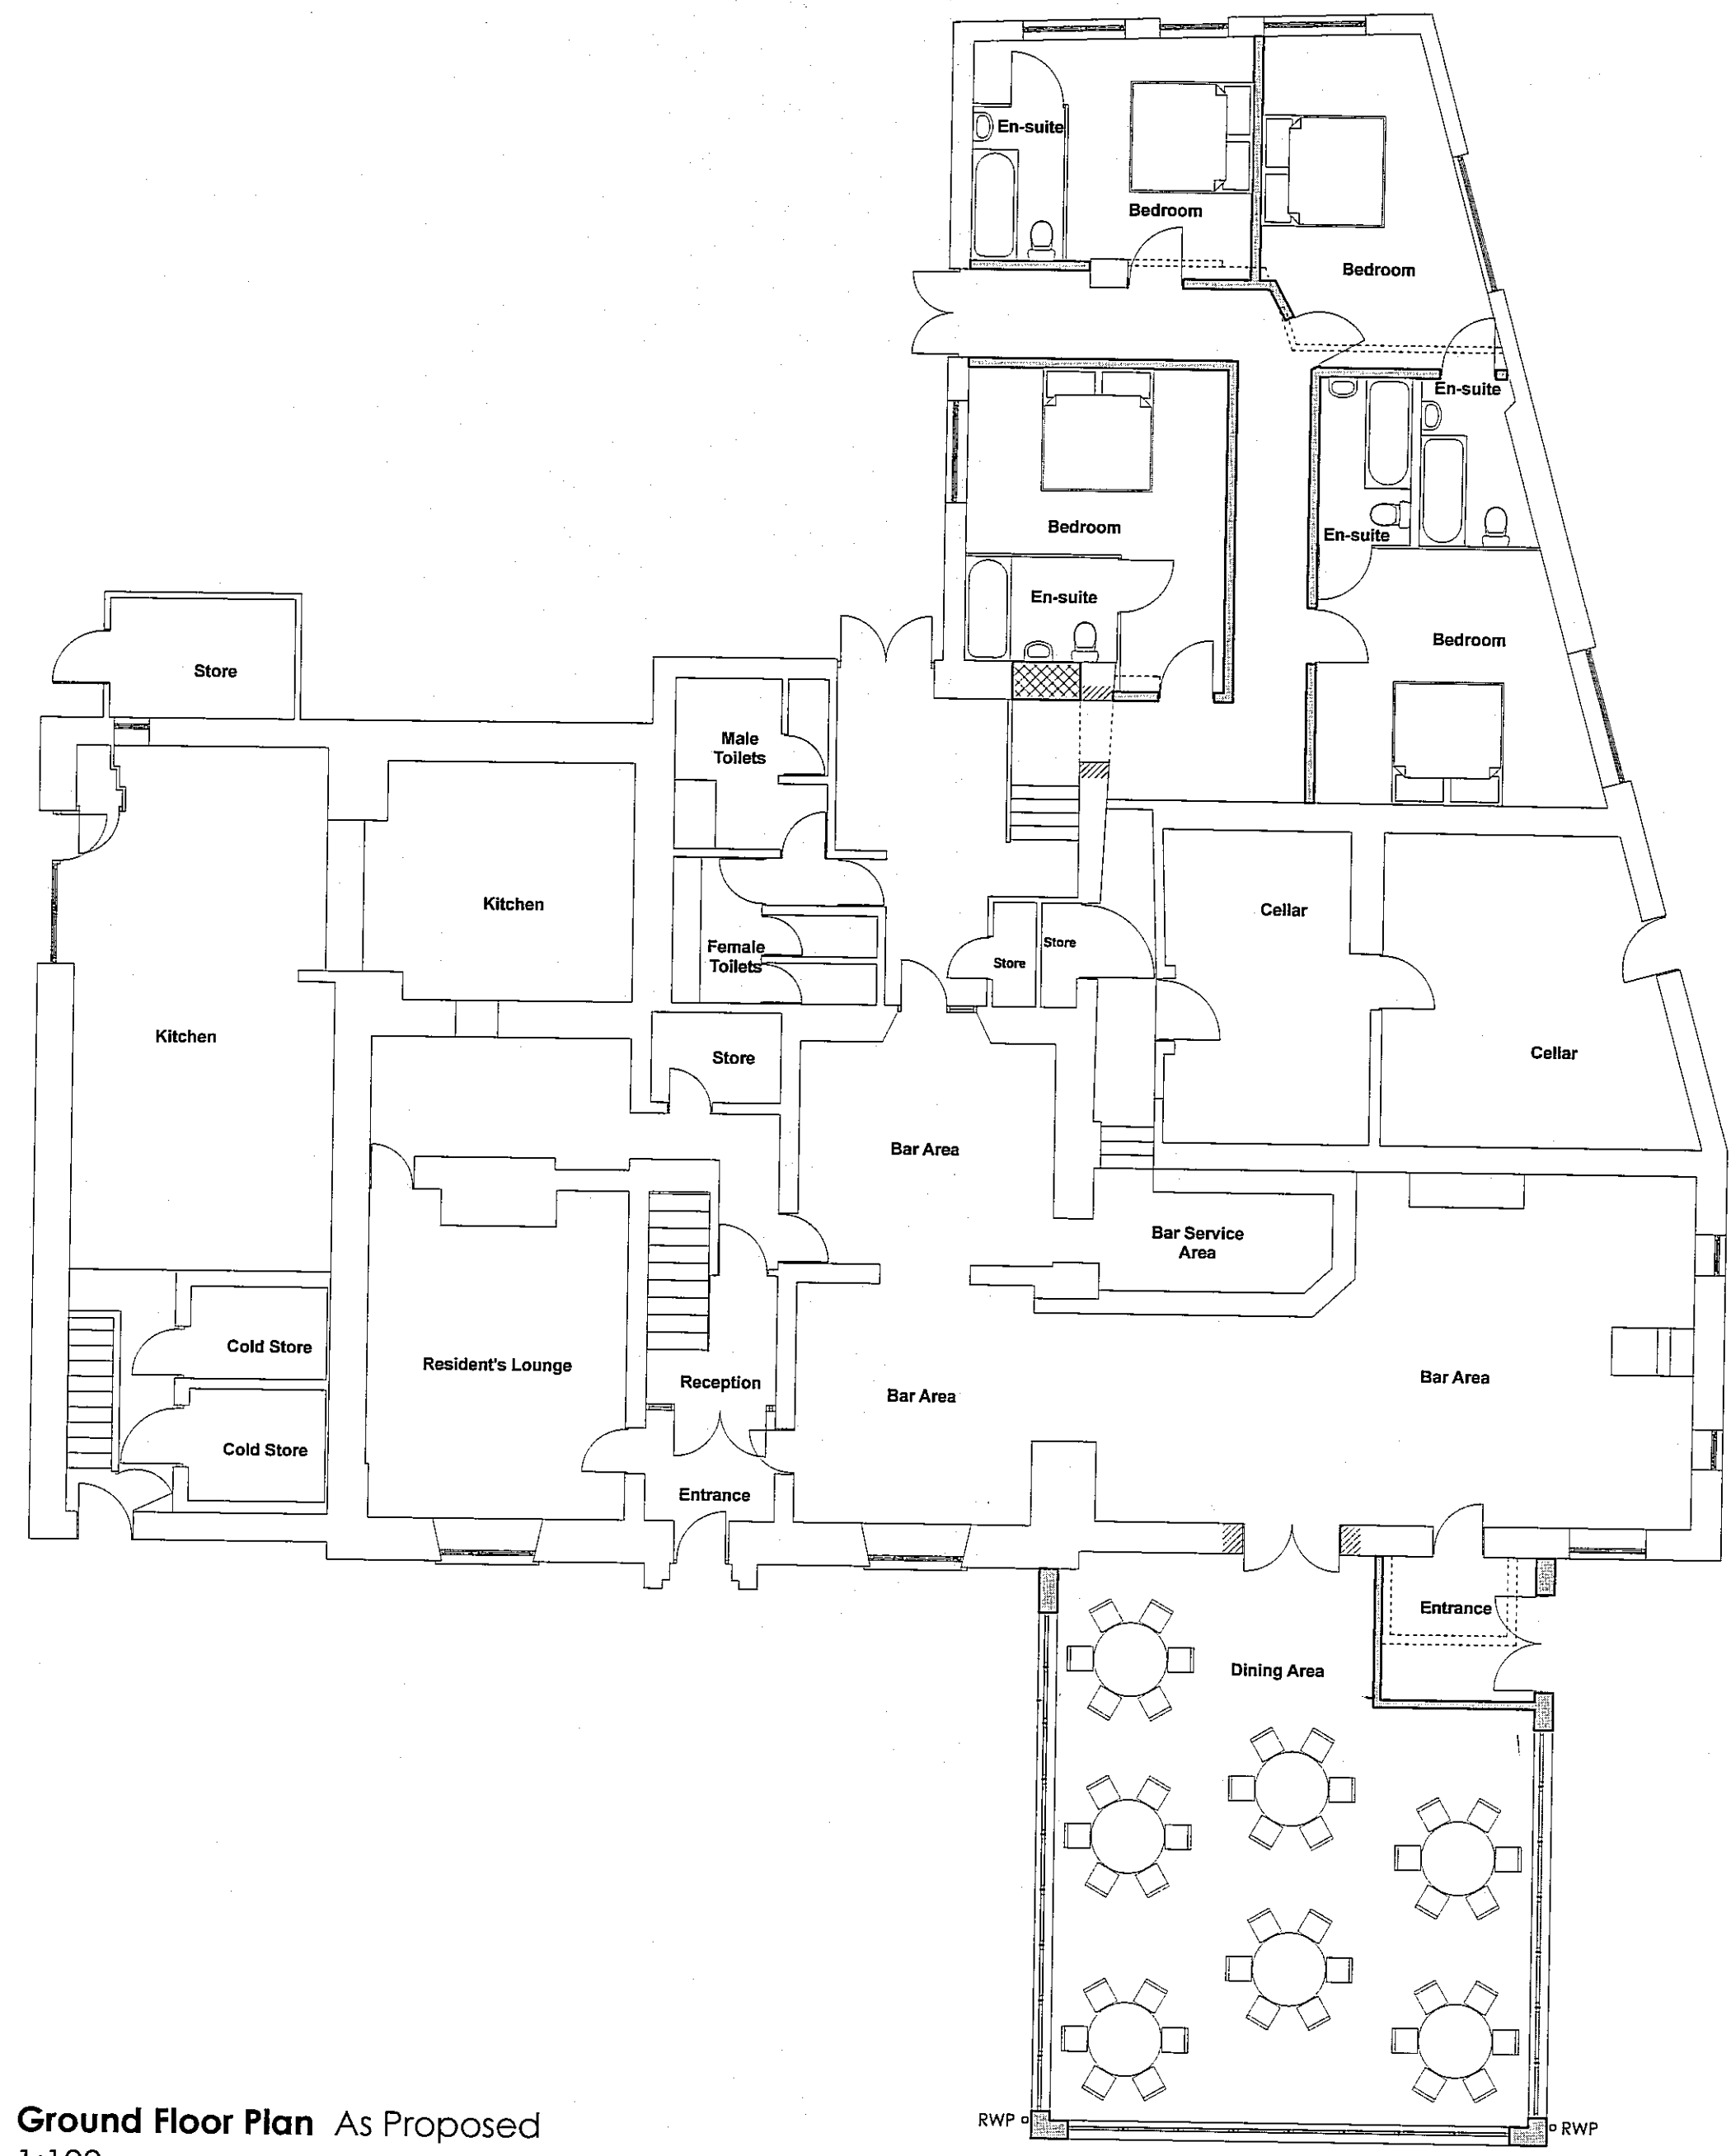 En-suite
Bedroom
Bedroom
En-suite
Bedroom
En-suite
En-suite
Bedroom
Store
Male
Toilets
Kitchen
Cellar
Female
Toilets
Store
Store
Kitchen
Store
Cellar
Bar Area
Bar Service
Area
Cold Store
Resident's Lounge
Reception
Bar Area
Bar Area
Cold Store
Entrance
Entrance
Dining Area
RWP
RWP
Ground Floor Plan As Proposed
1:100